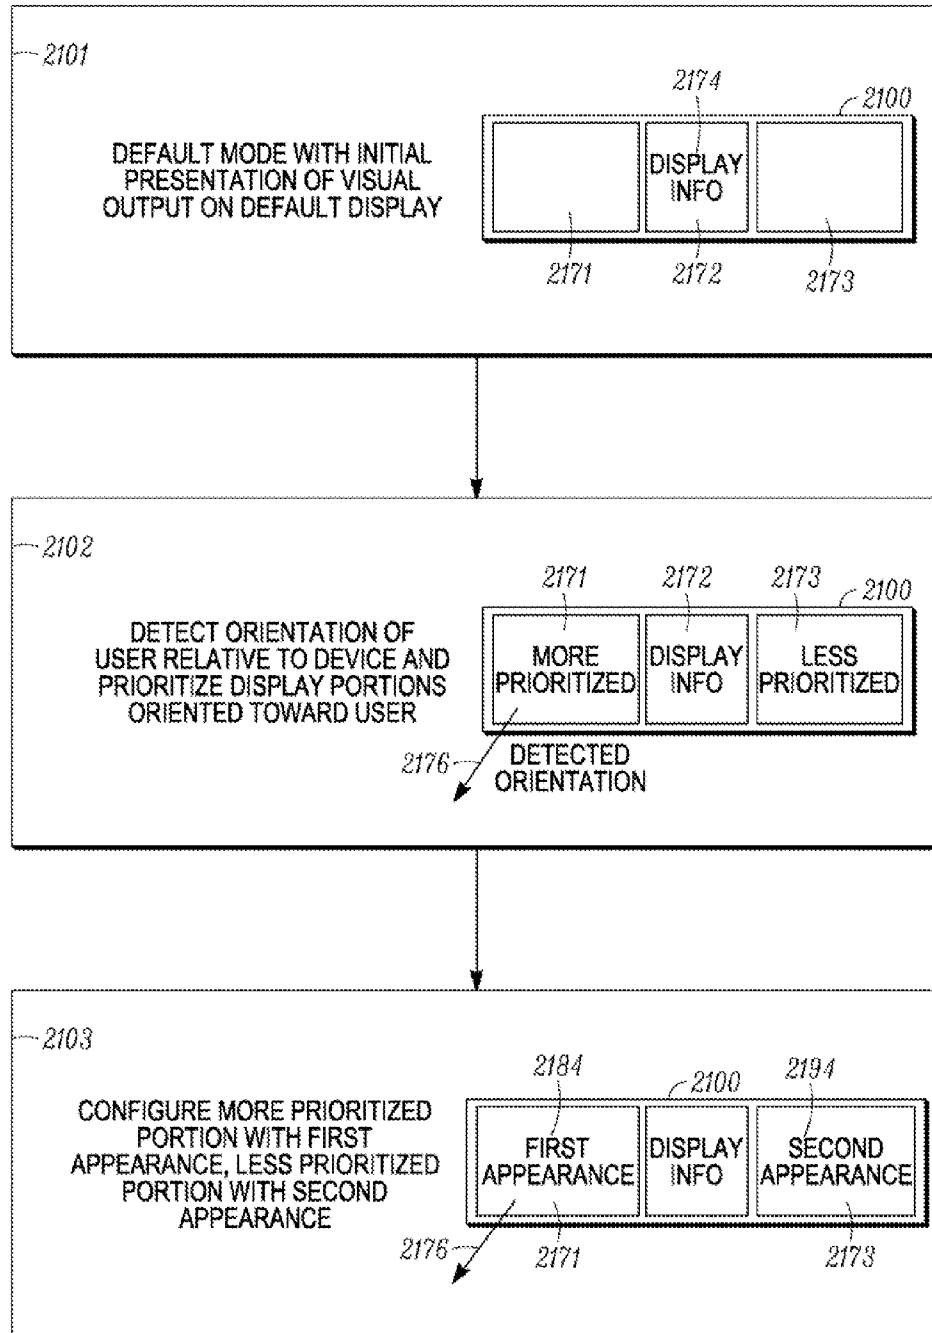 2101
DEFAULT MODE WITH INITIAL
PRESENTATION OF VISUAL
OUTPUT ON DEFAULT DISPLAY
2174
2100
DISPLAY
INFO
2171
2172
2173
2102
DETECT ORIENTATION OF
USER RELATIVE TO DEVICE AND
PRIORITIZE DISPLAY PORTIONS
ORIENTED TOWARD USER
2171
2172
2173
2100
MORE
PRIORITIZED
DISPLAY
INFO
LESS
PRIORITIZED
2176
DETECTED
ORIENTATION
2103
CONFIGURE MORE PRIORITIZED
PORTION WITH FIRST
APPEARANCE, LESS PRIORITIZED
PORTION WITH SECOND
APPEARANCE
2184
2100
2194
FIRST
APPEARANCE
DISPLAY
INFO
SECOND
APPEARANCE
2176
2171
2173